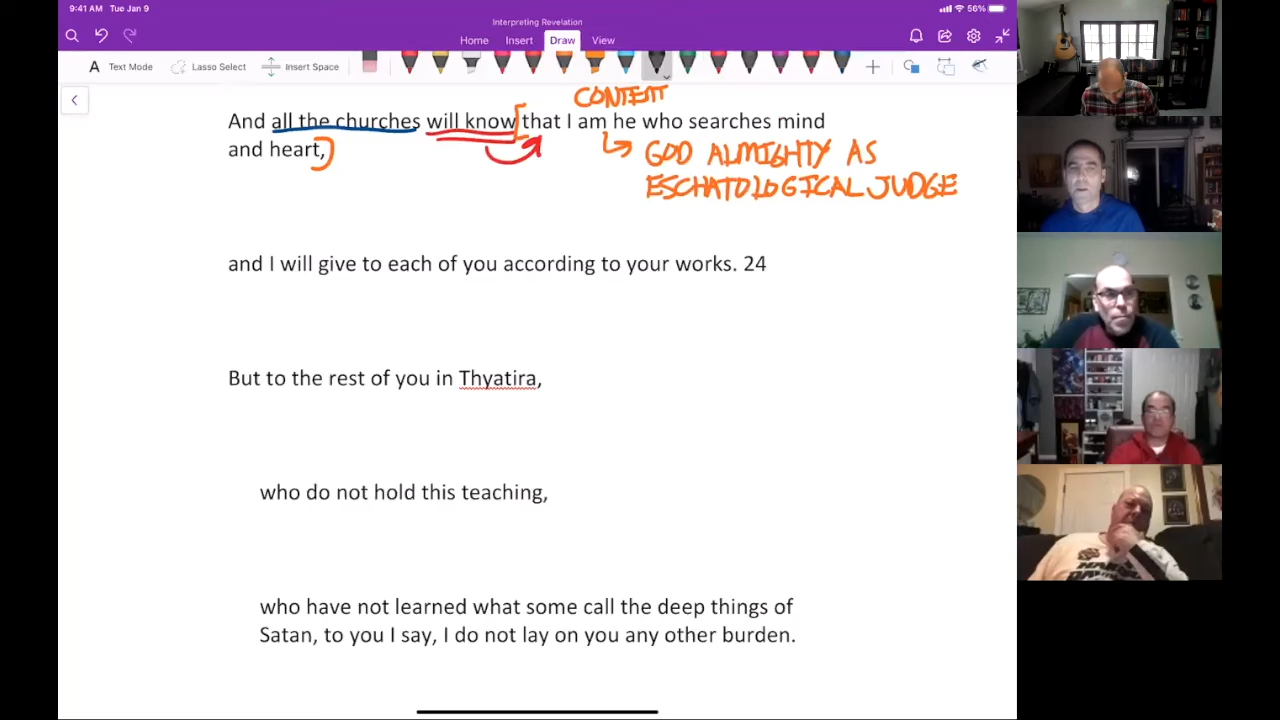 9:41 AM Tue Jan 9
56%
Interpreting Revelation
Home Insert Draw View
A Text Mode Lasso Select Insert Space
CONTENT
And all the churches will know [that I am he who searches mind
and heart,]
GOD ALMIGHTY AS
ESCHATOLOGICAL JUDGE
and I will give to each of you according to your works. 24
But to the rest of you in Thyatira,
who do not hold this teaching,
who have not learned what some call the deep things of
Satan, to you I say, I do not lay on you any other burden.